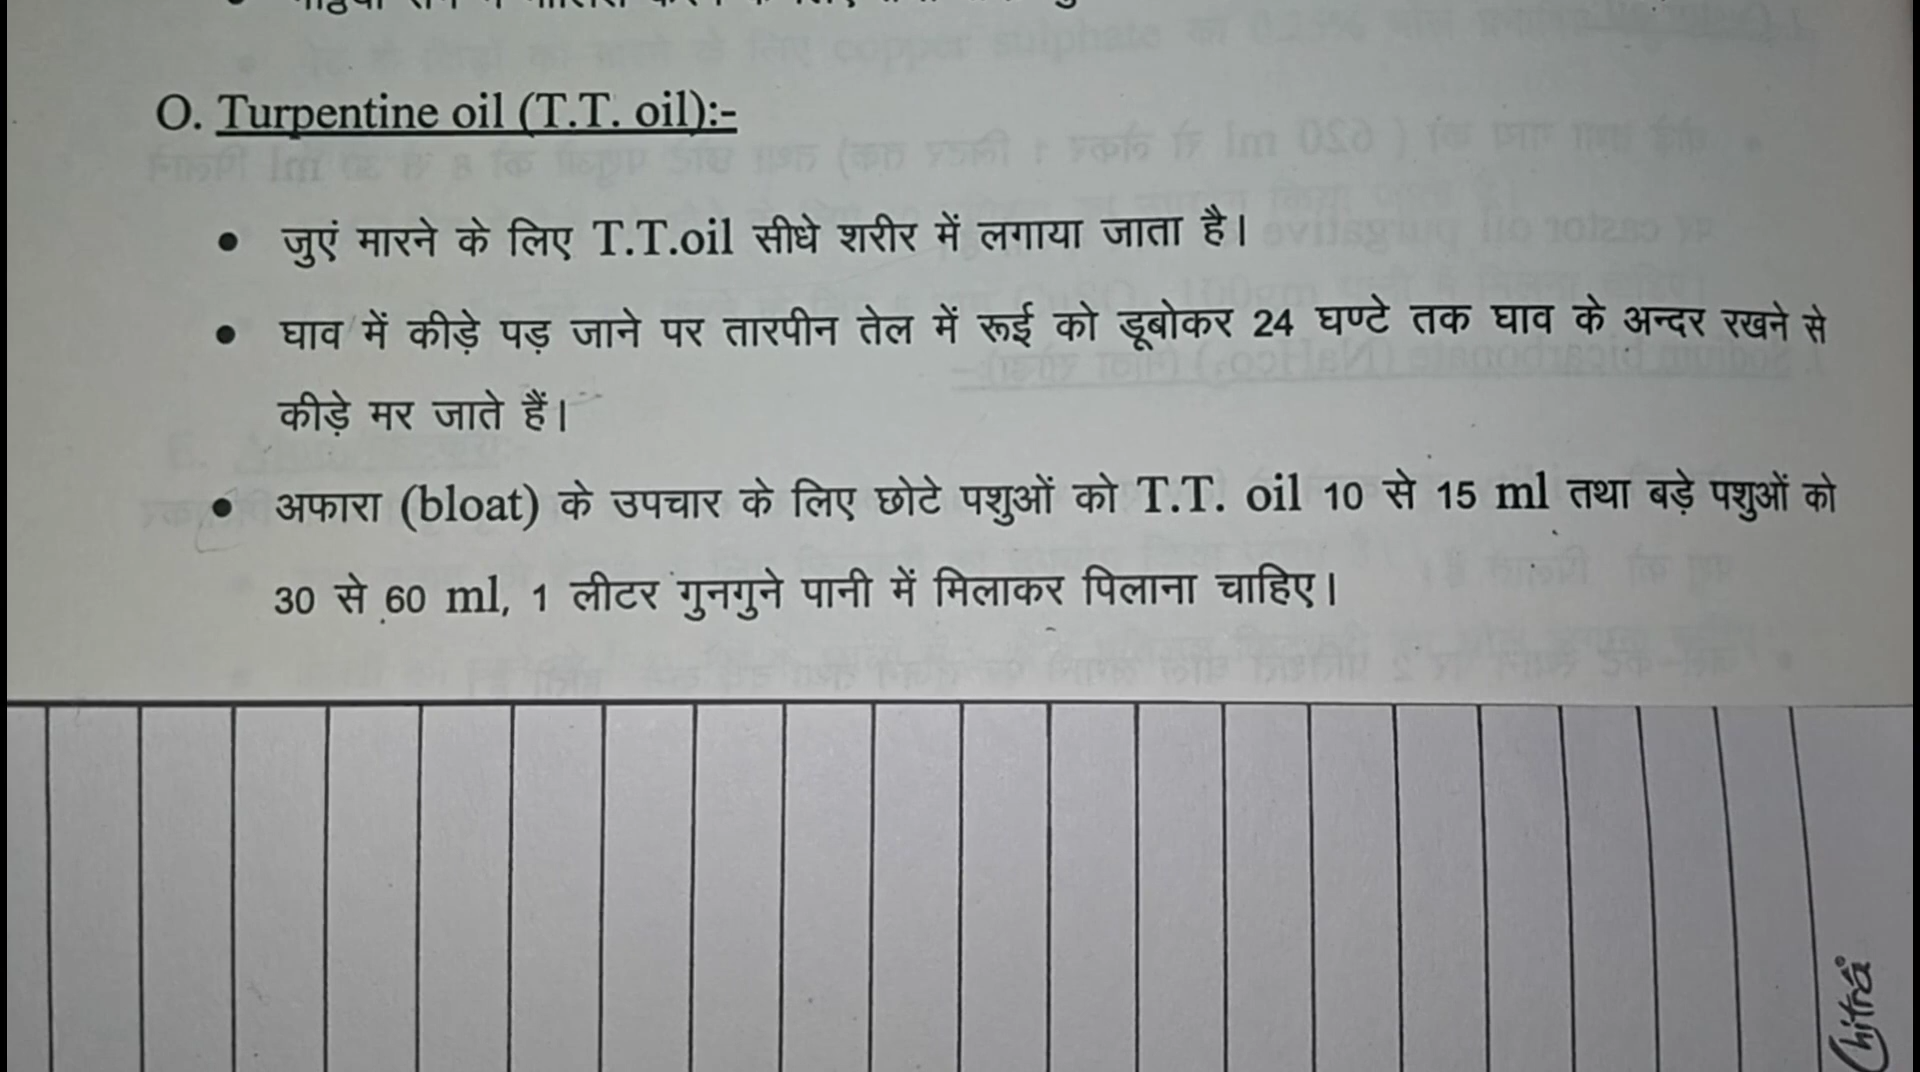 O. Turpentine oil (T.T. oil):-
• जुएं मारने के लिए T.T.oil सीधे शरीर में लगाया जाता है।
• घाव में कीड़े पड़ जाने पर तारपीन तेल में रूई को डूबोकर 24 घण्टे तक घाव के अन्दर रखने से
कीड़े मर जाते हैं।
• अफारा (bloat) के उपचार के लिए छोटे पशुओं को T.T. oil 10 से 15 ml तथा बड़े पशुओं को
30 से 60 ml, 1 लीटर गुनगुने पानी में मिलाकर पिलाना चाहिए।
Chitra